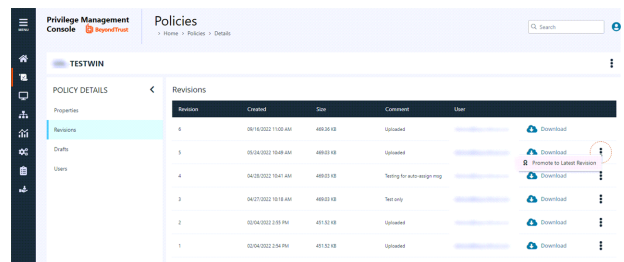 MENU
Privilege Management
Console BeyondTrust
Policies
> Home > Policies > Details
Search
TESTWIN
POLICY DETAILS
Properties
Revisions
Drafts
Users
Revisions
Revision Created Size Comment User
6 09/16/2022 11:00 AM 469.36 KB Uploaded Download
5 05/24/2022 10:49 AM 469.03 KB Uploaded Download
Promote to Latest Revision
4 04/28/2022 10:41 AM 469.03 KB Testing for auto-assign msg Download
3 04/27/2022 10:18 AM 469.03 KB Test only Download
2 02/04/2022 2:55 PM 451.52 KB Uploaded Download
1 02/04/2022 2:54 PM 451.52 KB Uploaded Download